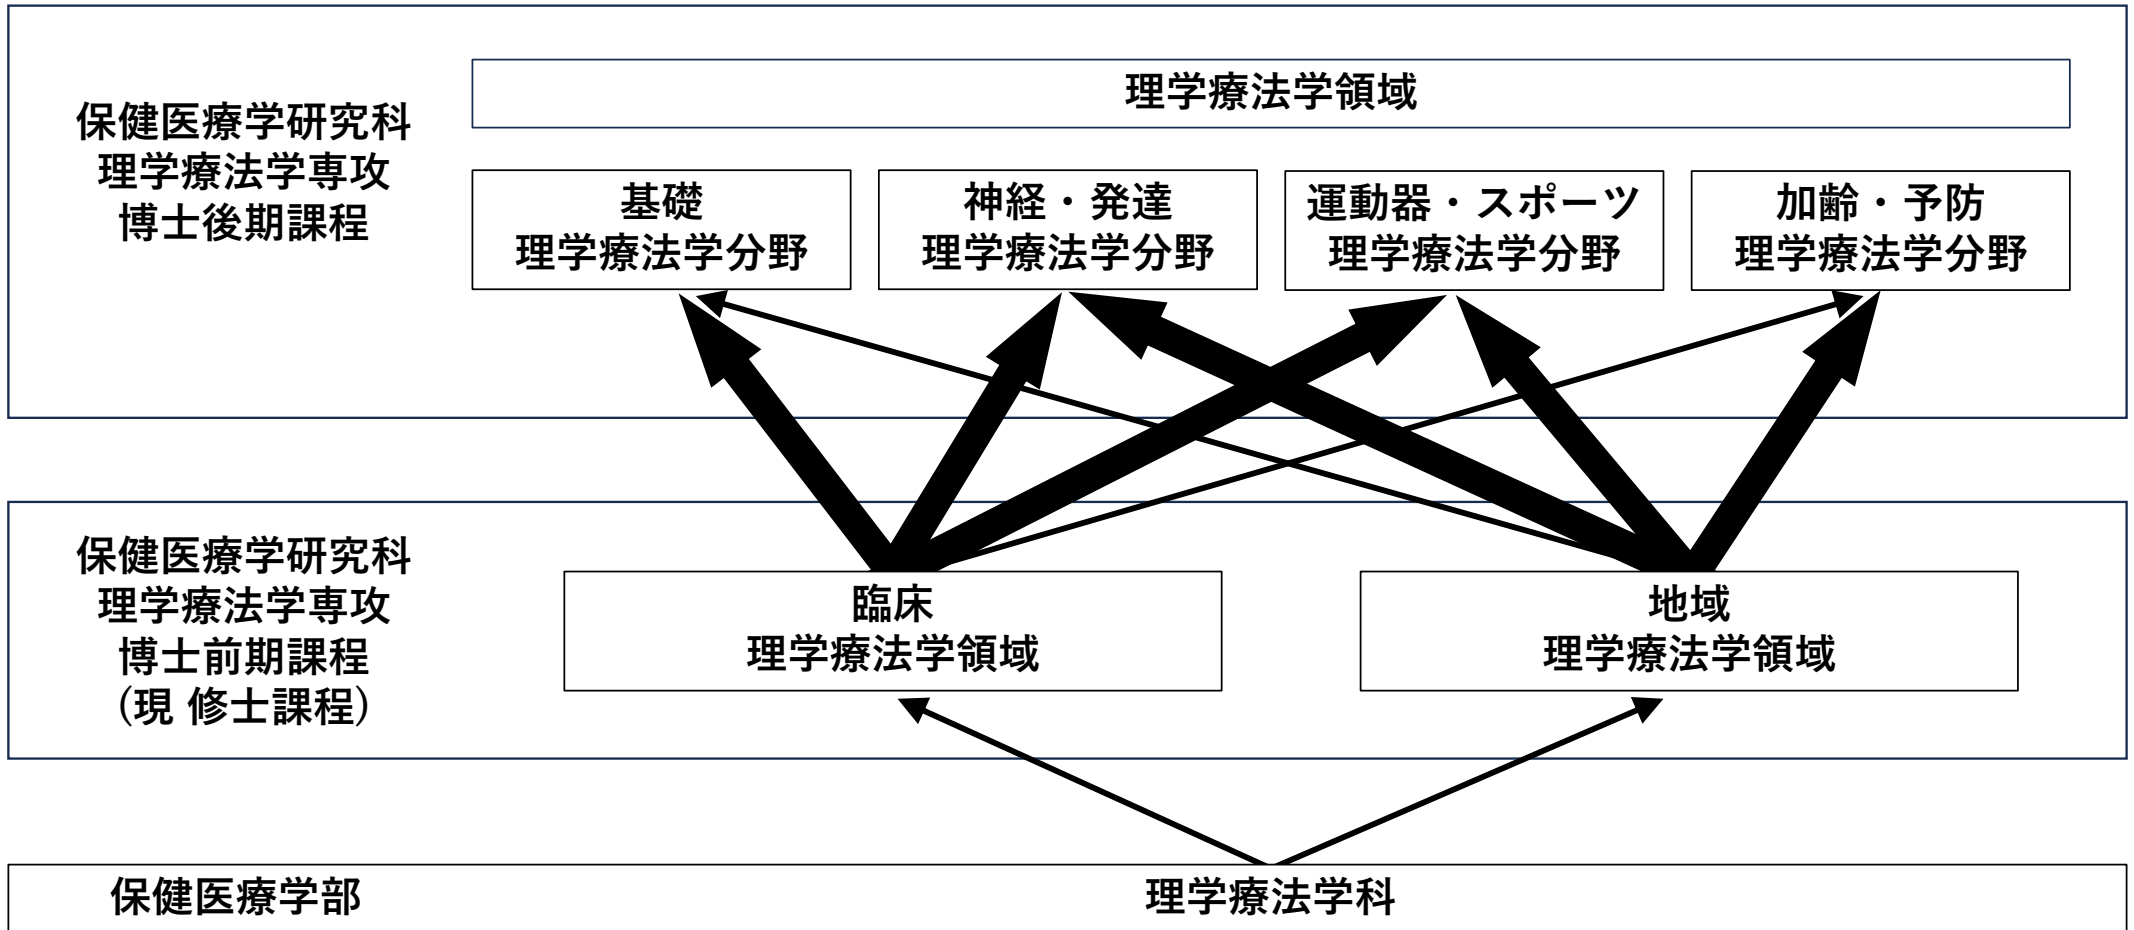 保健医療学研究科
理学療法学専攻
博士後期課程
理学療法学領域
基礎
理学療法学分野
神経・発達
理学療法学分野
運動器・スポーツ
理学療法学分野
加齢・予防
理学療法学分野
保健医療学研究科
理学療法学専攻
博士前期課程
(現 修士課程)
臨床
理学療法学領域
地域
理学療法学領域
保健医療学部
理学療法学科